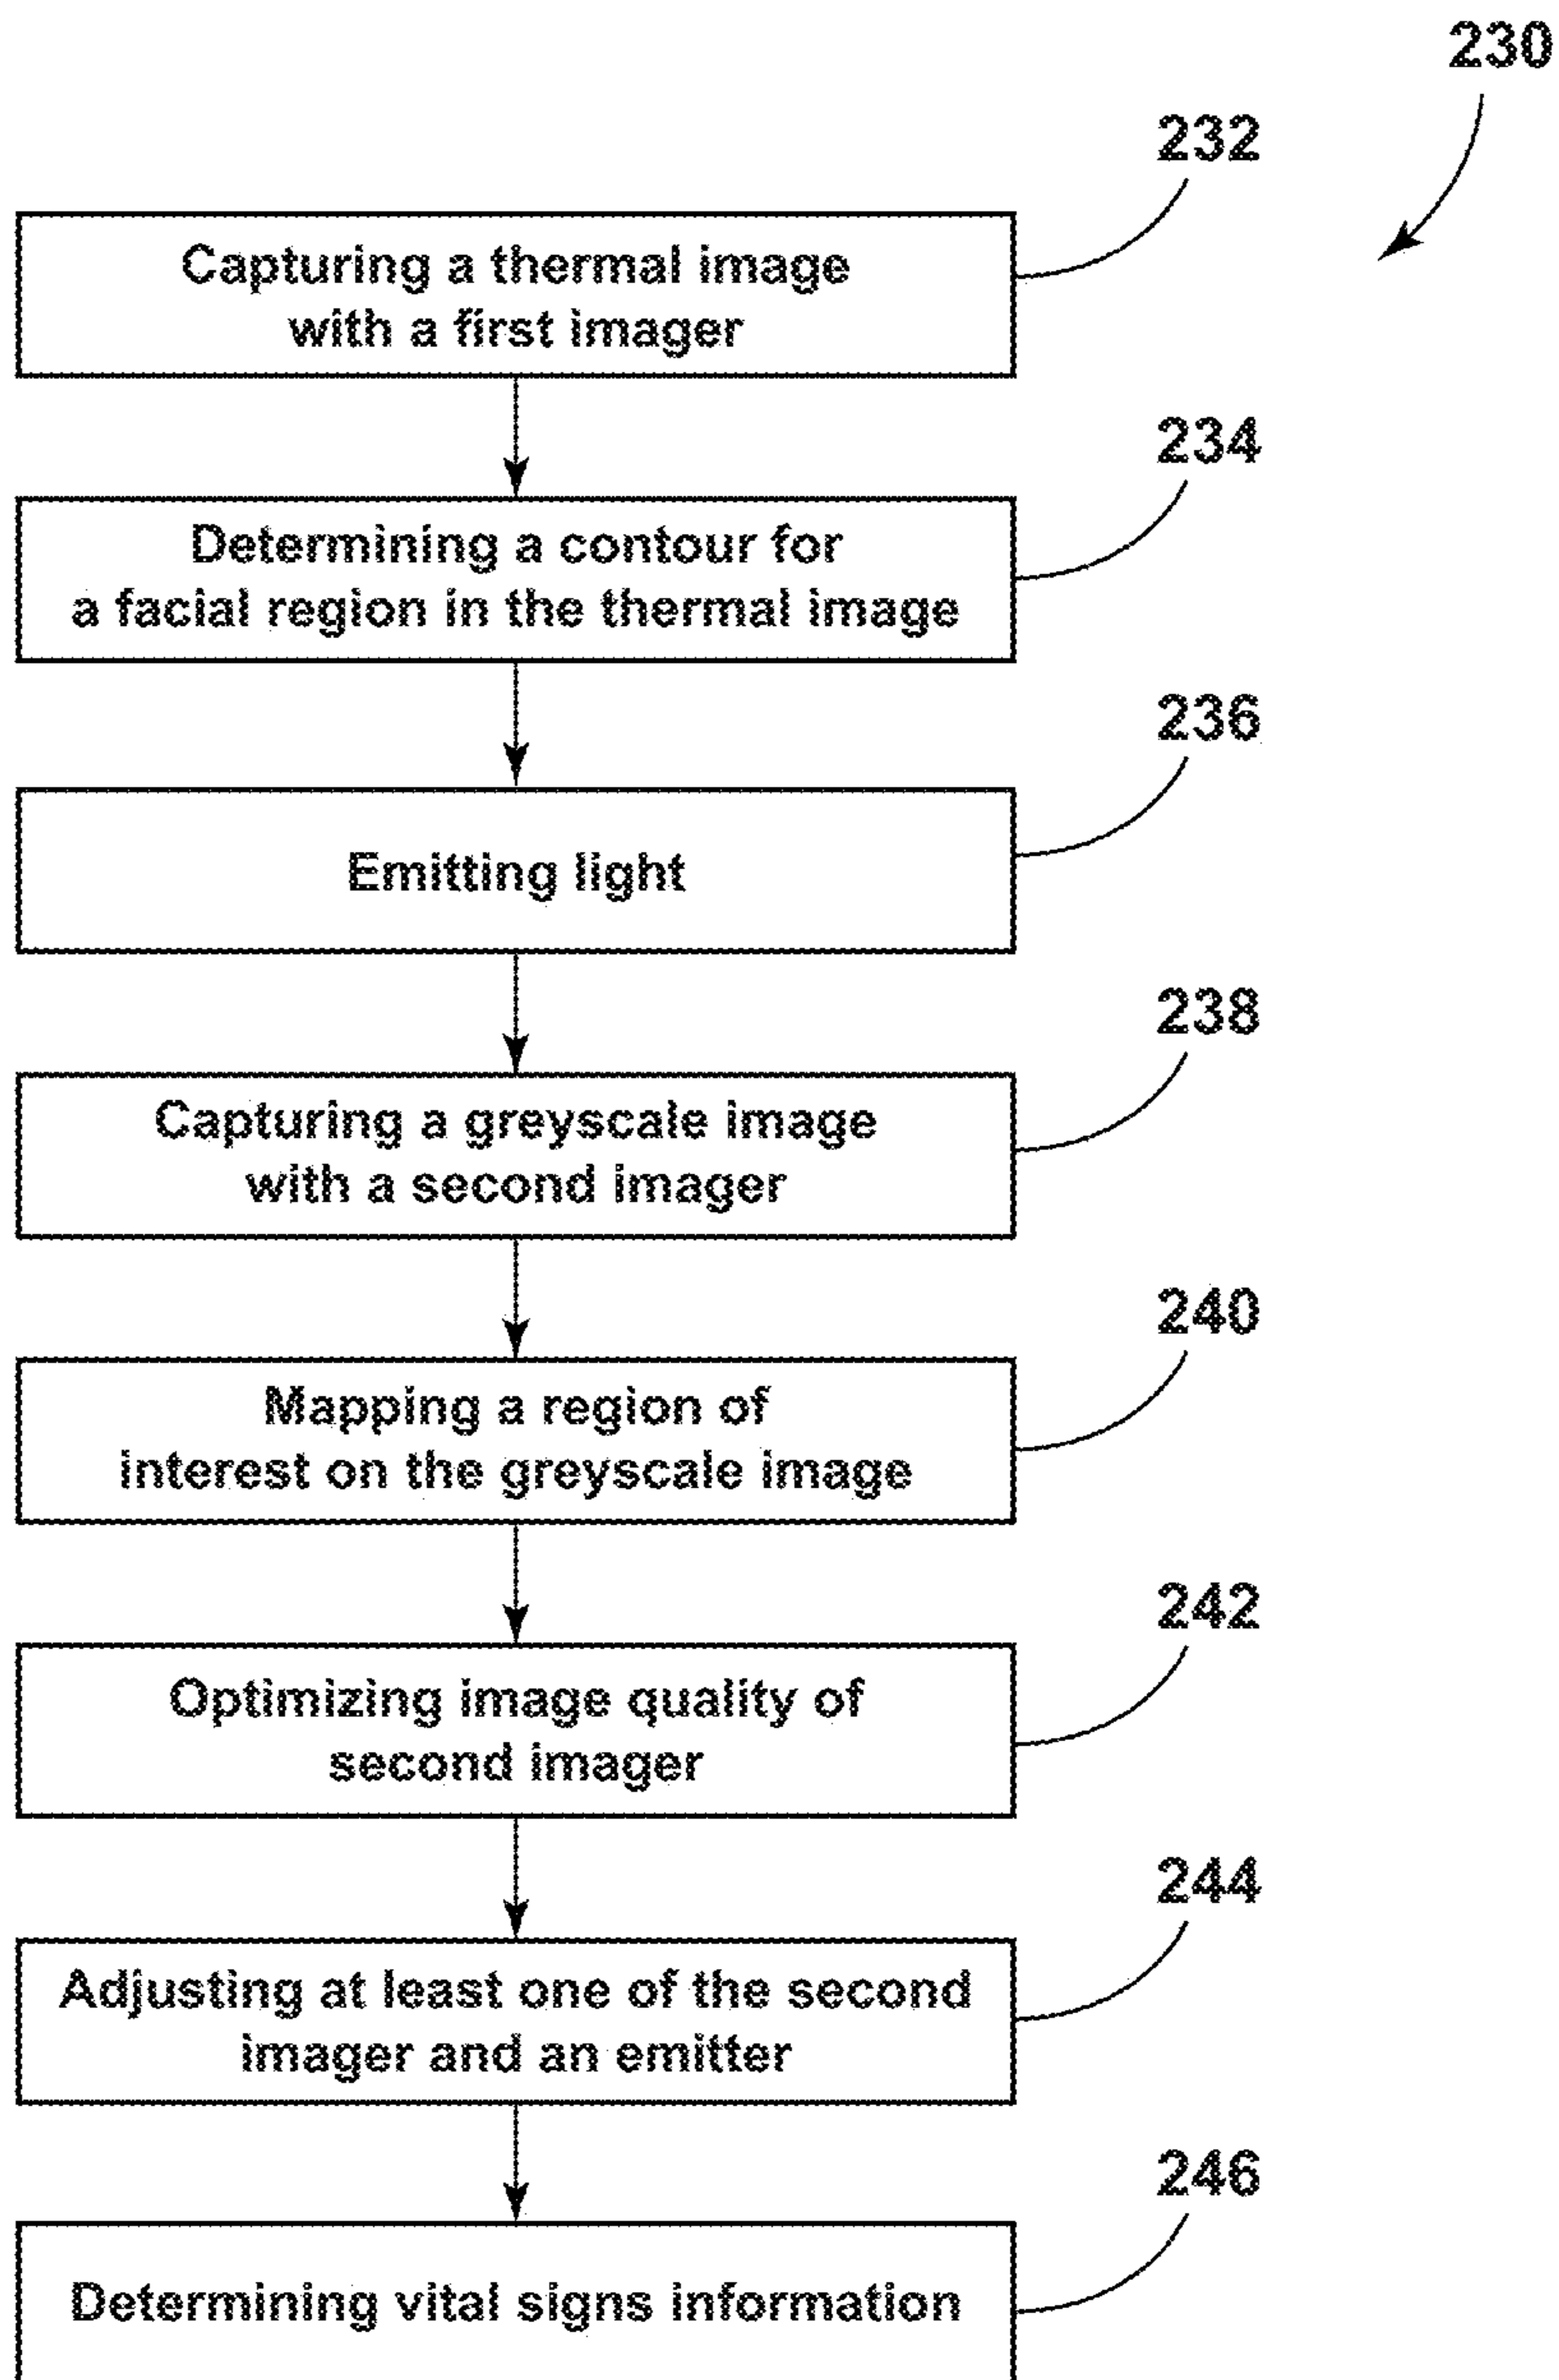 230
232
Capturing a thermal image
with a first imager
234
Determining a contour for
a facial region in the thermal image
236
Emitting light
238
Capturing a greyscale image
with a second imager
240
Mapping a region of
interest on the greyscale image
242
Optimizing image quality of
second imager
244
Adjusting at least one of the second
imager and an emitter
246
Determining vital signs information